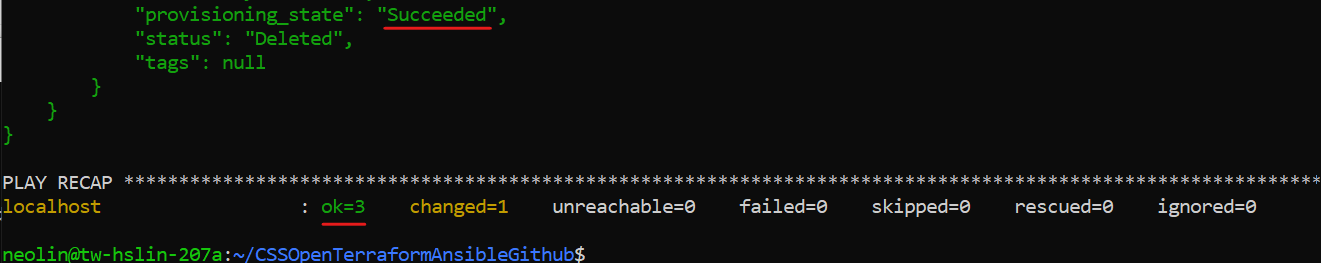 "provisioning_state": "Succeeded",
"status": "Deleted",
"tags": null
}
}
}
PLAY RECAP *****************************************************************************************************************
localhost : ok=3 changed=1 unreachable=0 failed=0 skipped=0 rescued=0 ignored=0
neolin@tw-hslin-207a:~/CSSOpenTerraformAnsibleGithub$